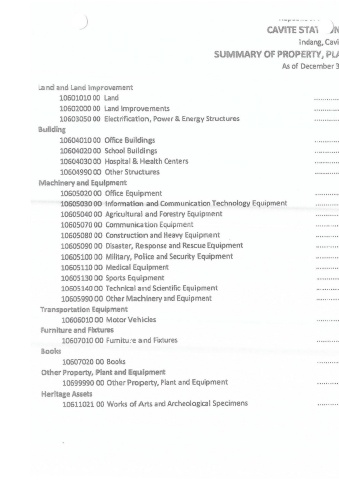 CAVITE STAT
Indang, Cavi
SUMMARY OF PROPERTY, PLA
As of December 3
Land and Land Improvement
10601010 00 Land ...........
10602000 00 Land Improvements ...........
10603050 00 Electrification, Power & Energy Structures
Building
10604010 00 Office Buildings ...........
10604020 00 School Buildings ...........
10604030 00 Hospital & Health Centers ...........
10604990 00 Other Structures ...........
Machinery and Equipment
10605020 00 Office Equipment ...........
10605030 00 Information and Communication Technology Equipment ...........
10605040 00 Agricultural and Forestry Equipment ...........
10605070 00 Communication Equipment ...........
10605080 00 Construction and Heavy Equipment ...........
10605090 00 Disaster, Response and Rescue Equipment ...........
10605100 00 Military, Police and Security Equipment ...........
10605110 00 Medical Equipment ...........
10605130 00 Sports Equipment ...........
10605140 00 Technical and Scientific Equipment ...........
10605990 00 Other Machinery and Equipment ...........
Transportation Equipment
10606010 00 Motor Vehicles ...........
Furniture and Fixtures
10607010 00 Furniture and Fixtures ...........
Books
10607020 00 Books ...........
Other Property, Plant and Equipment
10699990 00 Other Property, Plant and Equipment ...........
Heritage Assets
10611021 00 Works of Arts and Archeological Specimens ...........